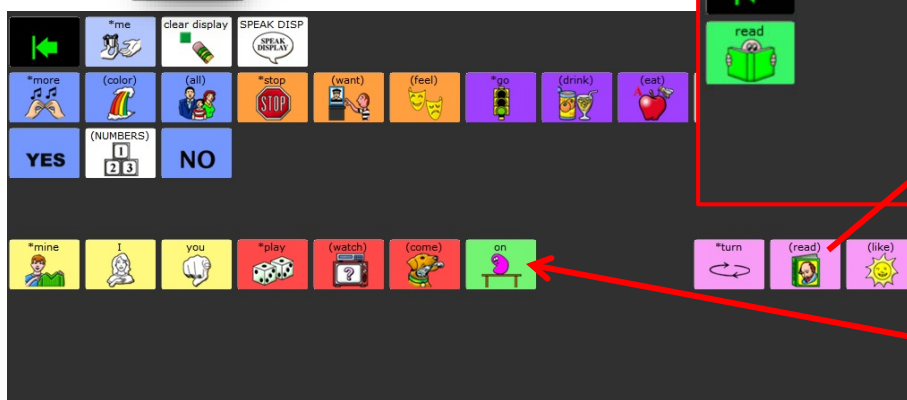 *me clear display SPEAK DISP
SPEAK
DISPLAY
read
*more (color) (all) *stop (want) (feel) *go (drink) (eat)
STOP A
YES (NUMBERS) NO
1
2 3
*mine I you *play (watch) (come) on *turn (read) (like)
?